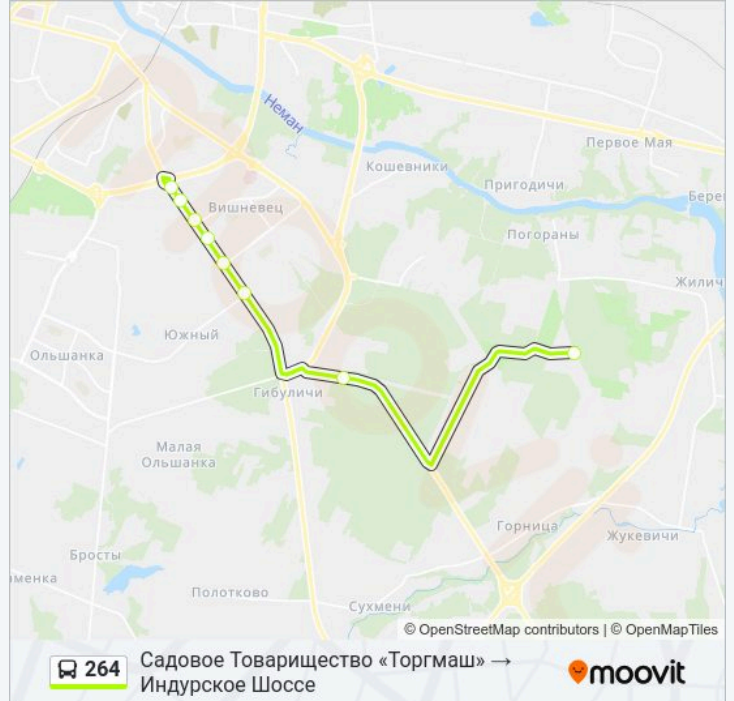 Неман
Первое Мая
Кошевники
Пригодичи
Бере
Вишневец
Погораны
Жилич
Южный
Ольшанка
Гибуличи
Малая
Ольшанка
Горница
Жукевичи
Бросты
аменка
Полотково
Сухмени
© OpenStreetMap contributors | © OpenMapTiles
264
Садовое Товарищество «Торгмаш» →
Индурское Шоссе
moovit